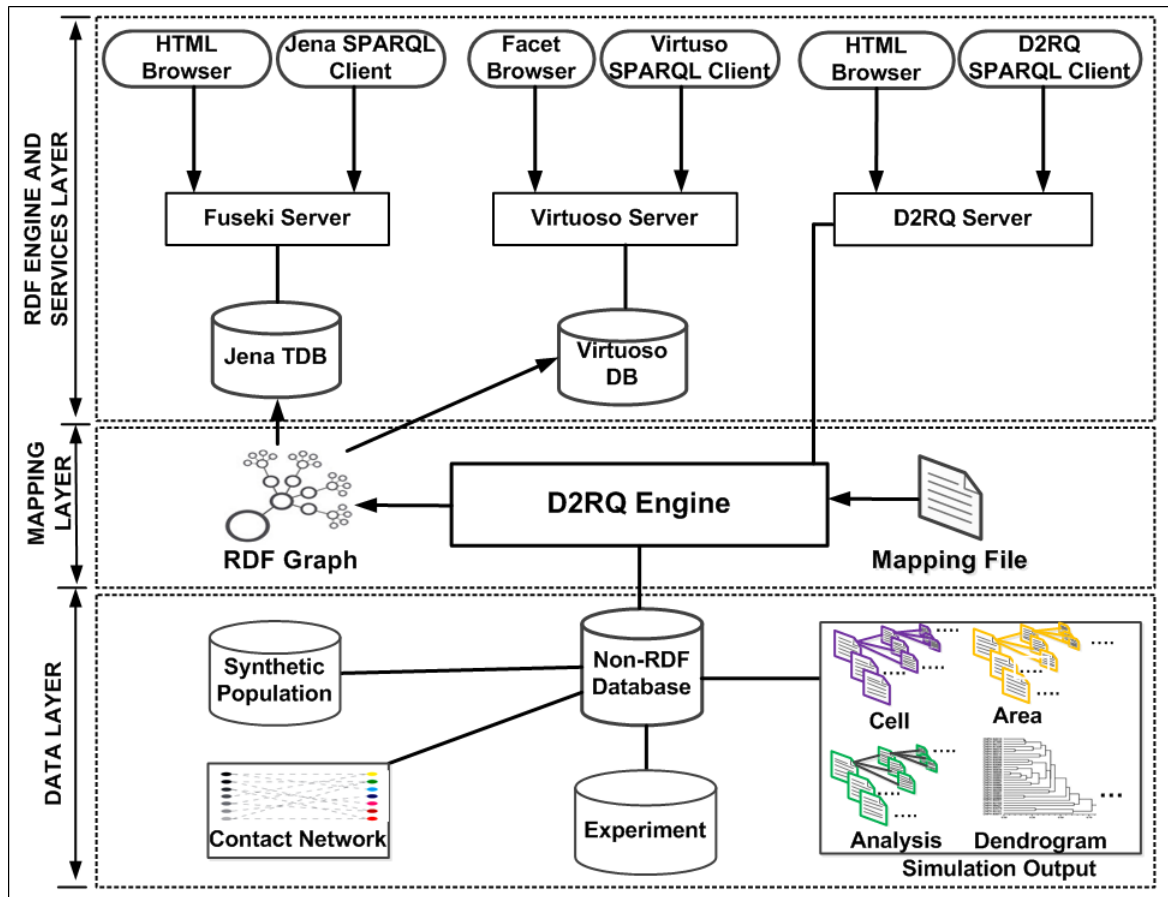 RDF ENGINE AND
SERVICES LAYER
HTML
Browser
Jena SPARQL
Client
Facet
Browser
Virtuso
SPARQL Client
HTML
Browser
D2RQ
SPARQL Client
Fuseki Server
Virtuoso Server
D2RQ Server
Jena TDB
Virtuoso
DB
MAPPING
LAYER
RDF Graph
D2RQ Engine
Mapping File
DATA LAYER
Synthetic
Population
Non-RDF
Database
Contact Network
Experiment
Cell
Area
Analysis
Dendrogram
Simulation Output